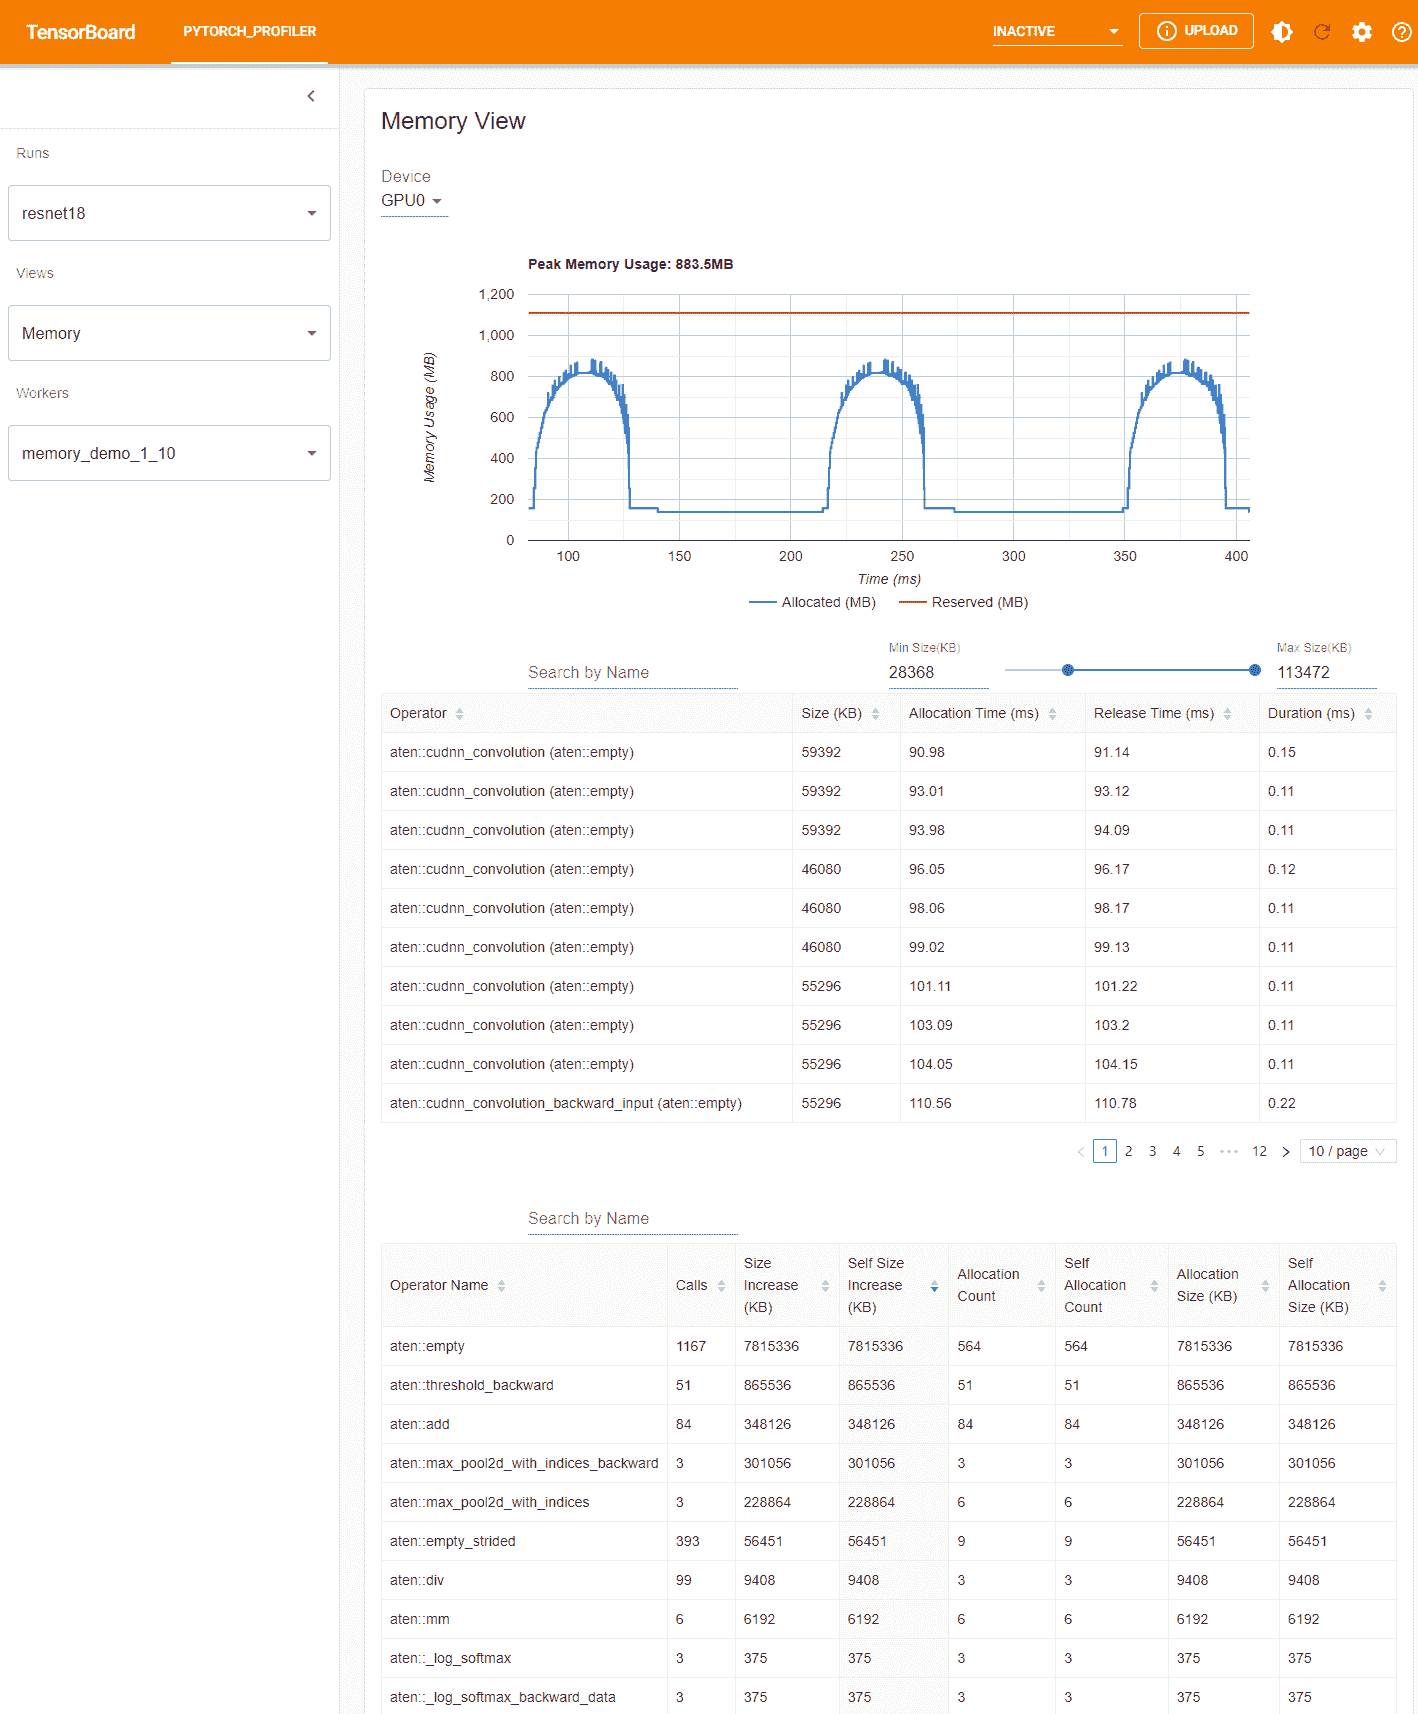 TensorBoard PYTORCH_PROFILER INACTIVE UPLOAD
Runs
resnet18
Views
Memory
Workers
memory_demo_1_10
Memory View
Device
GPU0
Peak Memory Usage: 883.5MB
1,200
1,000
800
600
400
200
0
Memory Usage (MB)
100 150 200 250 300 350 400
Time (ms)
Allocated (MB) Reserved (MB)
Search by Name
Min Size(KB)
28368
Max Size(KB)
113472
Operator Size (KB) Allocation Time (ms) Release Time (ms) Duration (ms)
aten::cudnn_convolution (aten::empty) 59392 90.98 91.14 0.15
aten::cudnn_convolution (aten::empty) 59392 93.01 93.12 0.11
aten::cudnn_convolution (aten::empty) 59392 93.98 94.09 0.11
aten::cudnn_convolution (aten::empty) 46080 96.05 96.17 0.12
aten::cudnn_convolution (aten::empty) 46080 98.06 98.17 0.11
aten::cudnn_convolution (aten::empty) 46080 99.02 99.13 0.11
aten::cudnn_convolution (aten::empty) 55296 101.11 101.22 0.11
aten::cudnn_convolution (aten::empty) 55296 103.09 103.2 0.11
aten::cudnn_convolution (aten::empty) 55296 104.05 104.15 0.11
aten::cudnn_convolution_backward_input (aten::empty) 55296 110.56 110.78 0.22
1 2 3 4 5 ••• 12 10 / page
Search by Name
Operator Name Calls Size Increase (KB) Self Size Increase (KB) Allocation Count Self Allocation Count Allocation Size (KB) Self Allocation Size (KB)
aten::empty 1167 7815336 7815336 564 564 7815336 7815336
aten::threshold_backward 51 865536 865536 51 51 865536 865536
aten::add 84 348126 348126 84 84 348126 348126
aten::max_pool2d_with_indices_backward 3 301056 301056 3 3 301056 301056
aten::max_pool2d_with_indices 3 228864 228864 6 6 228864 228864
aten::empty_strided 393 56451 56451 9 9 56451 56451
aten::div 99 9408 9408 3 3 9408 9408
aten::mm 6 6192 6192 6 6 6192 6192
aten::_log_softmax 3 375 375 3 3 375 375
aten::_log_softmax_backward_data 3 375 375 3 3 375 375